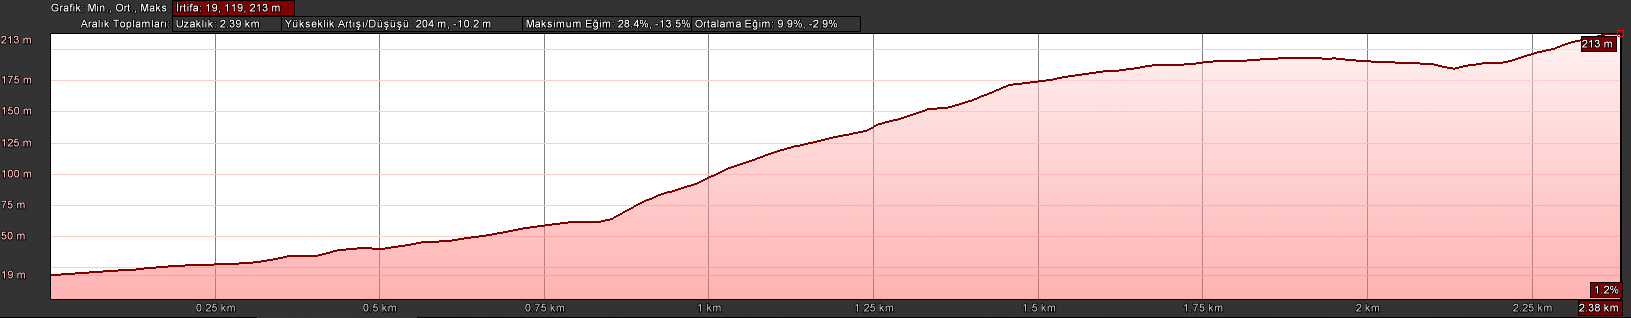 Grafik: Min., Ort., Maks. İrtifa: 19, 119, 213 m
Aralık Toplamları: Uzaklık: 2.39 km Yükseklik Artışı/Düşüşü: 204 m, -10.2 m Maksimum Eğim: 28.4%, -13.5% Ortalama Eğim: 9.9%, -2.9%
213 m
213 m
175 m
150 m
125 m
100 m
75 m
50 m
19 m
1.2%
0.25 km 0.5 km 0.75 km 1 km 1.25 km 1.5 km 1.75 km 2 km 2.25 km 2.38 km